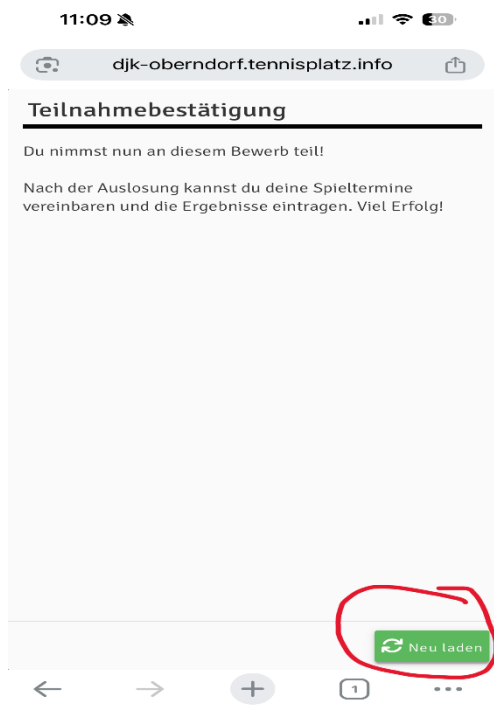 11:09
30
djk-oberndorf.tennisplatz.info
Teilnahmebestätigung
Du nimmst nun an diesem Bewerb teil!
Nach der Auslosung kannst du deine Spieltermine
vereinbaren und die Ergebnisse eintragen. Viel Erfolg!
Neu laden
1